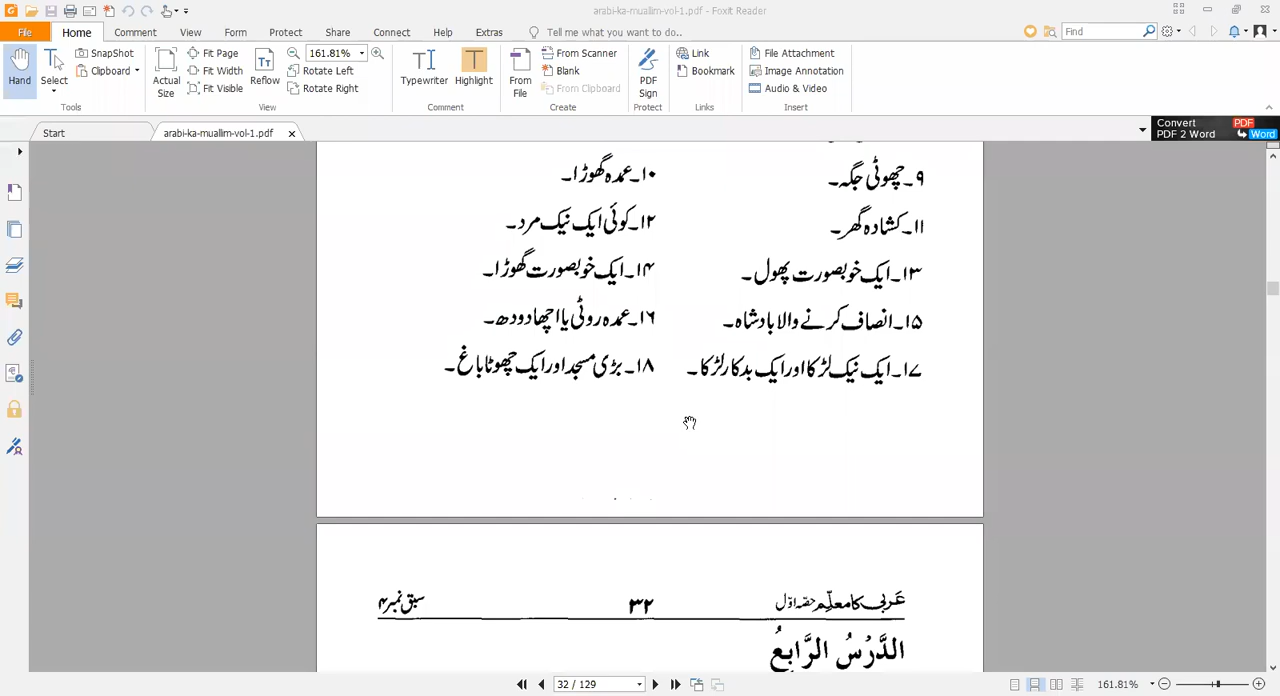 arabi-ka-muallim-vol-1.pdf - Foxit Reader
File Home Comment View Form Protect Share Connect Help Extras Tell me what you want to do.. Find
Hand
Select
SnapShot
Clipboard
Tools
Actual Size
Fit Page
Fit Width
Fit Visible
Reflow
161.81%
Rotate Left
Rotate Right
View
Typewriter
Highlight
Comment
From File
From Scanner
Blank
From Clipboard
Create
PDF Sign
Protect
Link
Bookmark
Links
File Attachment
Image Annotation
Audio & Video
Insert
Start
arabi-ka-muallim-vol-1.pdf
Convert PDF
PDF 2 Word Word
۹۔ چھوٹی جگہ۔
۱۰۔ عمدہ گھوڑا۔
۱۱۔ کشادہ گھر۔
۱۲۔ کوئی ایک نیک مرد۔
۱۳۔ ایک خوبصورت پھول۔
۱۴۔ ایک خوبصورت گھوڑا۔
۱۵۔ انصاف کرنے والا بادشاہ۔
۱۶۔ عمدہ روٹی یا اچھا دودھ۔
۱۷۔ ایک نیک لڑکا اور ایک بدکار لڑکا۔
۱۸۔ بڑی مسجد اور ایک چھوٹا باغ۔
عَربی کا معلِّم حصّہ اوّل
۳۲
سبق نمبر ۴
الدَّرْسُ الرَّابِعُ
32 / 129
161.81%